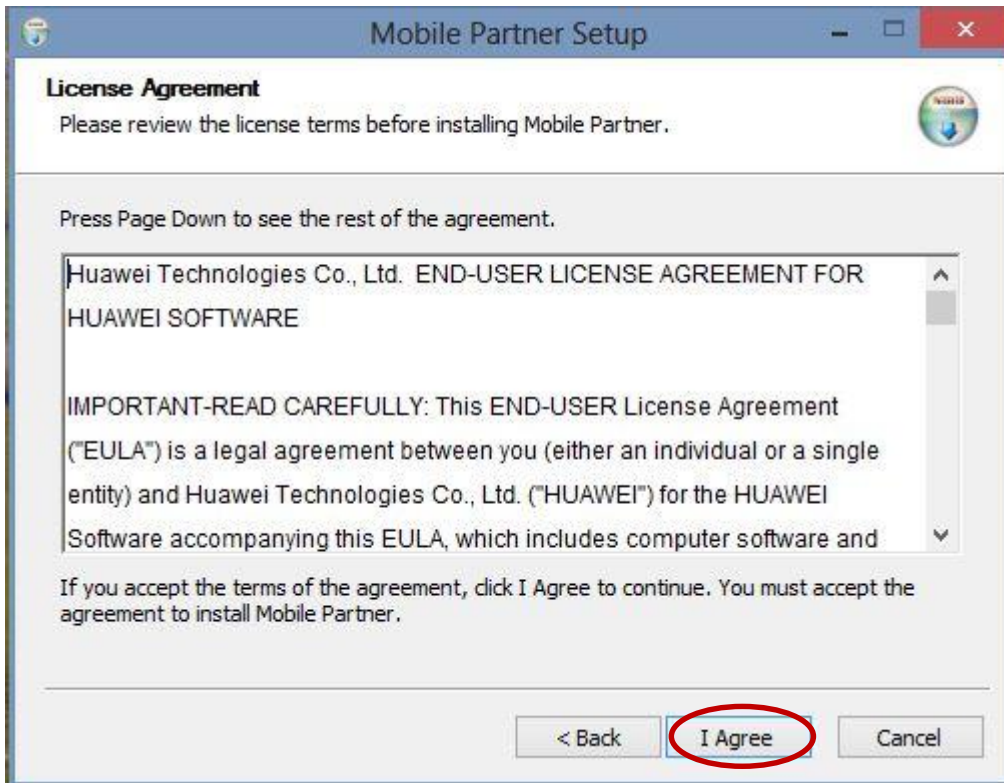 Mobile Partner Setup
License Agreement
Please review the license terms before installing Mobile Partner.
Press Page Down to see the rest of the agreement.
Huawei Technologies Co., Ltd.  END-USER LICENSE AGREEMENT FOR
HUAWEI SOFTWARE
IMPORTANT-READ CAREFULLY: This END-USER License Agreement
("EULA") is a legal agreement between you (either an individual or a single
entity) and Huawei Technologies Co., Ltd. ("HUAWEI") for the HUAWEI
Software accompanying this EULA, which includes computer software and
If you accept the terms of the agreement, click I Agree to continue. You must accept the
agreement to install Mobile Partner.
< Back
I Agree
Cancel